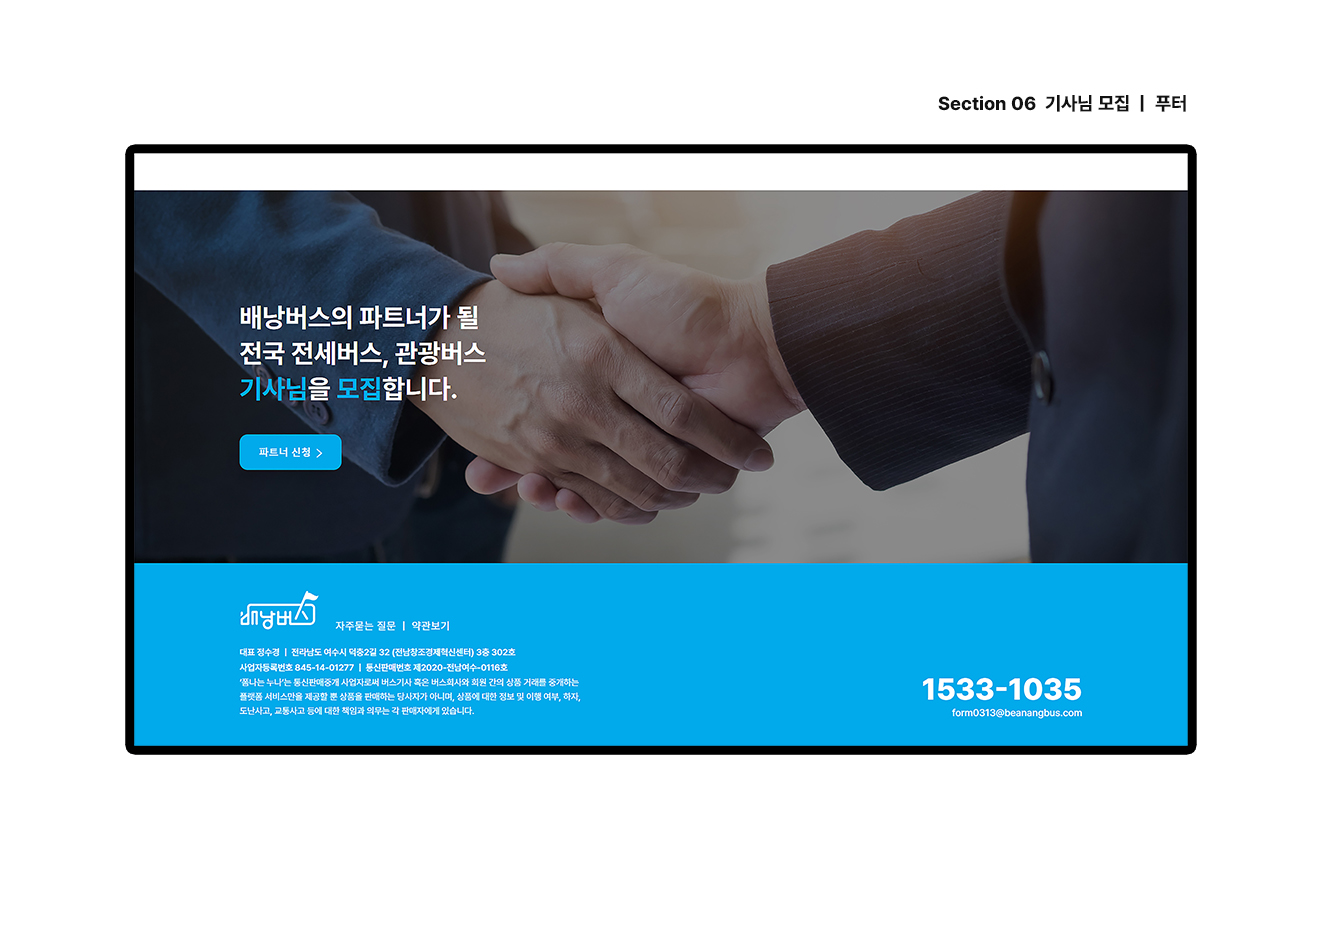 Section 06 기사님 모집 | 푸터
배낭버스의 파트너가 될
전국 전세버스, 관광버스
기사님을 모집합니다.
파트너 신청 >
배낭버스
자주묻는 질문 | 약관보기
대표 정수경 | 전라남도 여수시 덕충2길 32 (전남창조경제혁신센터) 3층 302호
사업자등록번호 845-14-01277 | 통신판매번호 제2020-전남여수-0116호
'폼나는 누나'는 통신판매중개 사업자로써 버스기사 혹은 버스회사와 회원 간의 상품 거래를 중개하는
플랫폼 서비스만을 제공할 뿐 상품을 판매하는 당사자가 아니며, 상품에 대한 정보 및 이행 여부, 하자,
도난사고, 교통사고 등에 대한 책임과 의무는 각 판매자에게 있습니다.
1533-1035
form0313@beanangbus.com